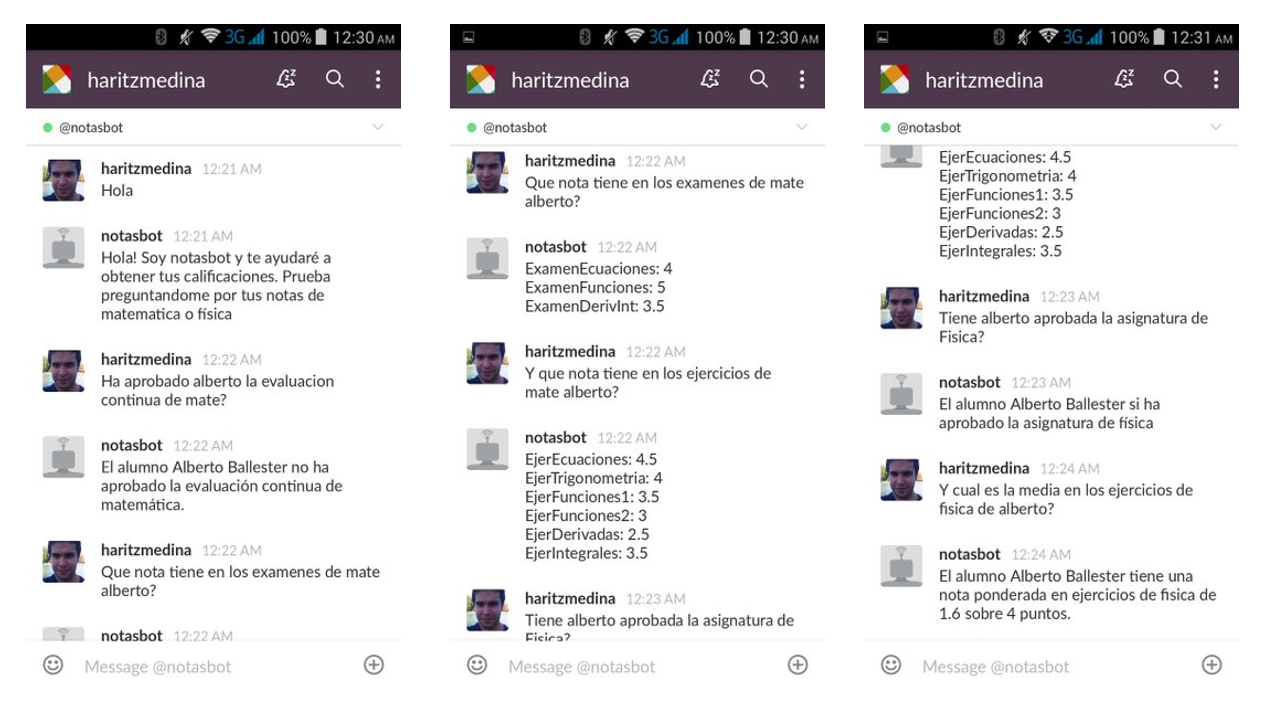 3G 100% 12:30 AM
haritzmedina
@notasbot
haritzmedina 12:21 AM
Hola
notasbot 12:21 AM
Hola! Soy notasbot y te ayudaré a
obtener tus calificaciones. Prueba
preguntandome por tus notas de
matematica o física
haritzmedina 12:22 AM
Ha aprobado alberto la evaluacion
continua de mate?
notasbot 12:22 AM
El alumno Alberto Ballester no ha
aprobado la evaluación continua de
matemática.
haritzmedina 12:22 AM
Que nota tiene en los examenes de mate
alberto?
notasbot 12:22 AM
Message @notasbot
3G 100% 12:30 AM
haritzmedina
@notasbot
haritzmedina 12:22 AM
Que nota tiene en los examenes de mate
alberto?
notasbot 12:22 AM
ExamenEcuaciones: 4
ExamenFunciones: 5
ExamenDerivInt: 3.5
haritzmedina 12:22 AM
Y que nota tiene en los ejercicios de
mate alberto?
notasbot 12:22 AM
EjerEcuaciones: 4.5
EjerTrigonometria: 4
EjerFunciones1: 3.5
EjerFunciones2: 3
EjerDerivadas: 2.5
EjerIntegrales: 3.5
haritzmedina 12:23 AM
Tiene alberto aprobada la asignatura de
Fisica?
Message @notasbot
3G 100% 12:31 AM
haritzmedina
@notasbot
EjerEcuaciones: 4.5
EjerTrigonometria: 4
EjerFunciones1: 3.5
EjerFunciones2: 3
EjerDerivadas: 2.5
EjerIntegrales: 3.5
haritzmedina 12:23 AM
Tiene alberto aprobada la asignatura de
Fisica?
notasbot 12:23 AM
El alumno Alberto Ballester si ha
aprobado la asignatura de física
haritzmedina 12:24 AM
Y cual es la media en los ejercicios de
fisica de alberto?
notasbot 12:24 AM
El alumno Alberto Ballester tiene una
nota ponderada en ejercicios de fisica de
1.6 sobre 4 puntos.
Message @notasbot